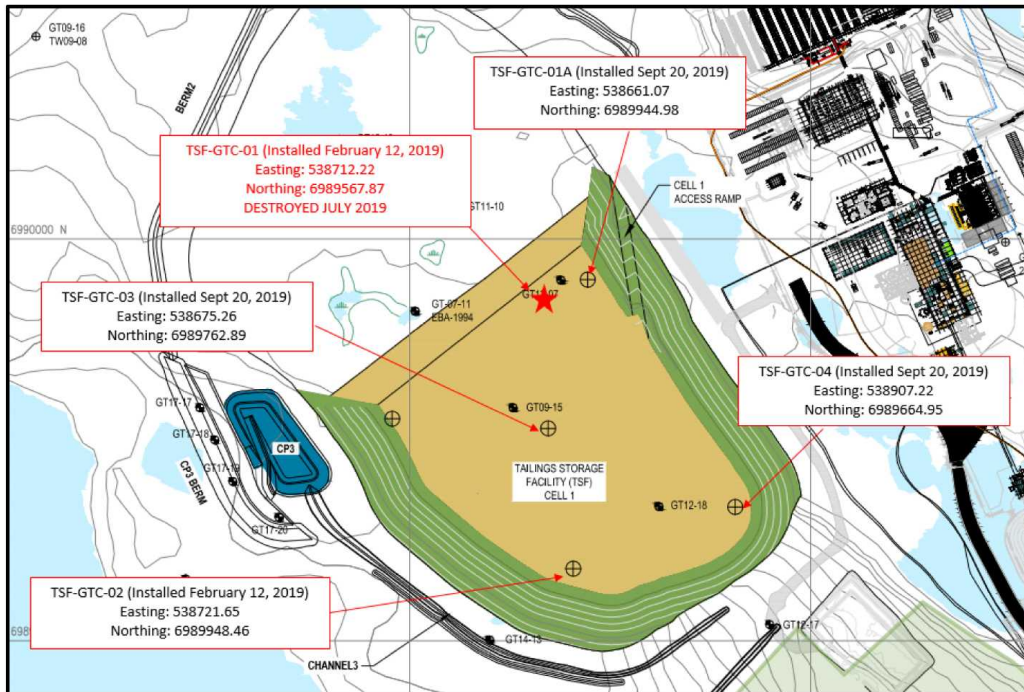 GT09-16
TW09-08
BERM2
TSF-GTC-01A (Installed Sept 20, 2019)
Easting: 538661.07
Northing: 6989944.98
TSF-GTC-01 (Installed February 12, 2019)
Easting: 538712.22
Northing: 6989567.87
DESTROYED JULY 2019
GT11-10
CELL 1
ACCESS RAMP
6990000 N
TSF-GTC-03 (Installed Sept 20, 2019)
Easting: 538675.26
Northing: 6989762.89
GT-07-11
EBA-1994
TSF-GTC-04 (Installed Sept 20, 2019)
Easting: 538907.22
Northing: 6989664.95
GT17-17
GT09-15
GT17-18
CP3
GT17-19
CP3 BERM
TAILINGS STORAGE
FACILITY (TSF)
CELL 1
GT12-18
GT17-20
TSF-GTC-02 (Installed February 12, 2019)
Easting: 538721.65
Northing: 6989948.46
GT14-13
GT12-17
CHANNEL3